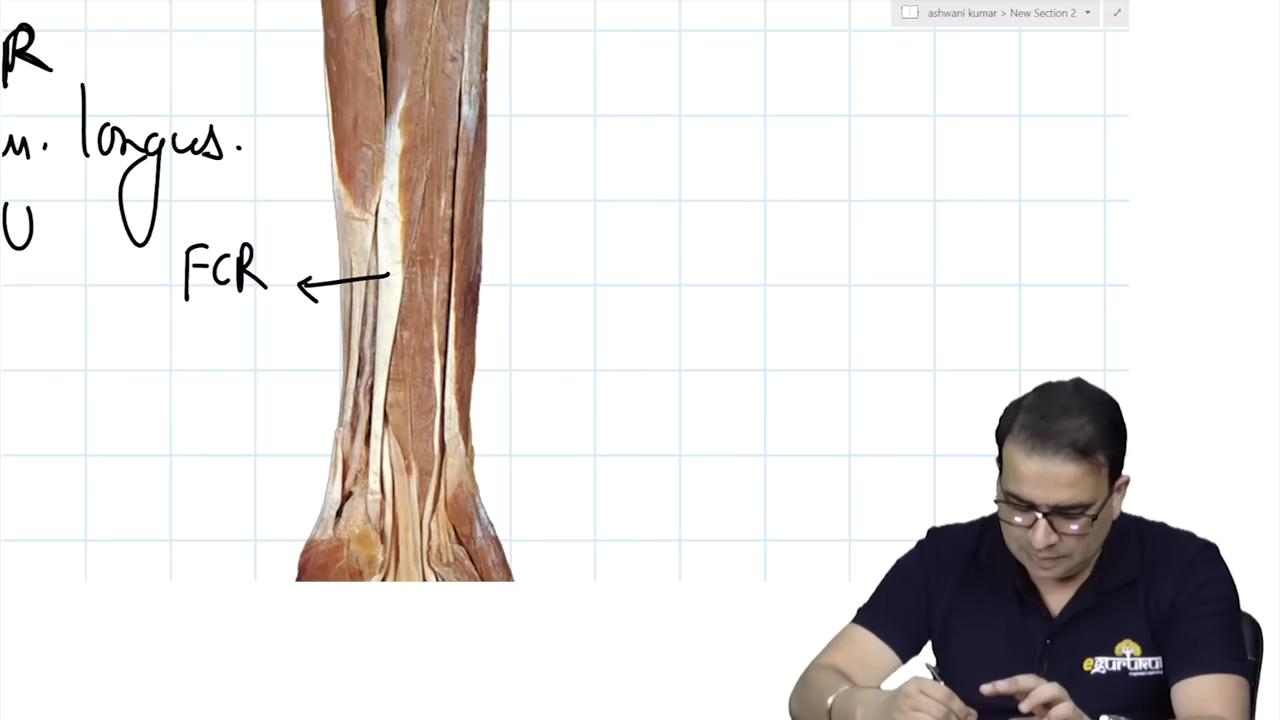 ashwani kumar > New Section 2
R
m. longus.
U
FCR
egurukul